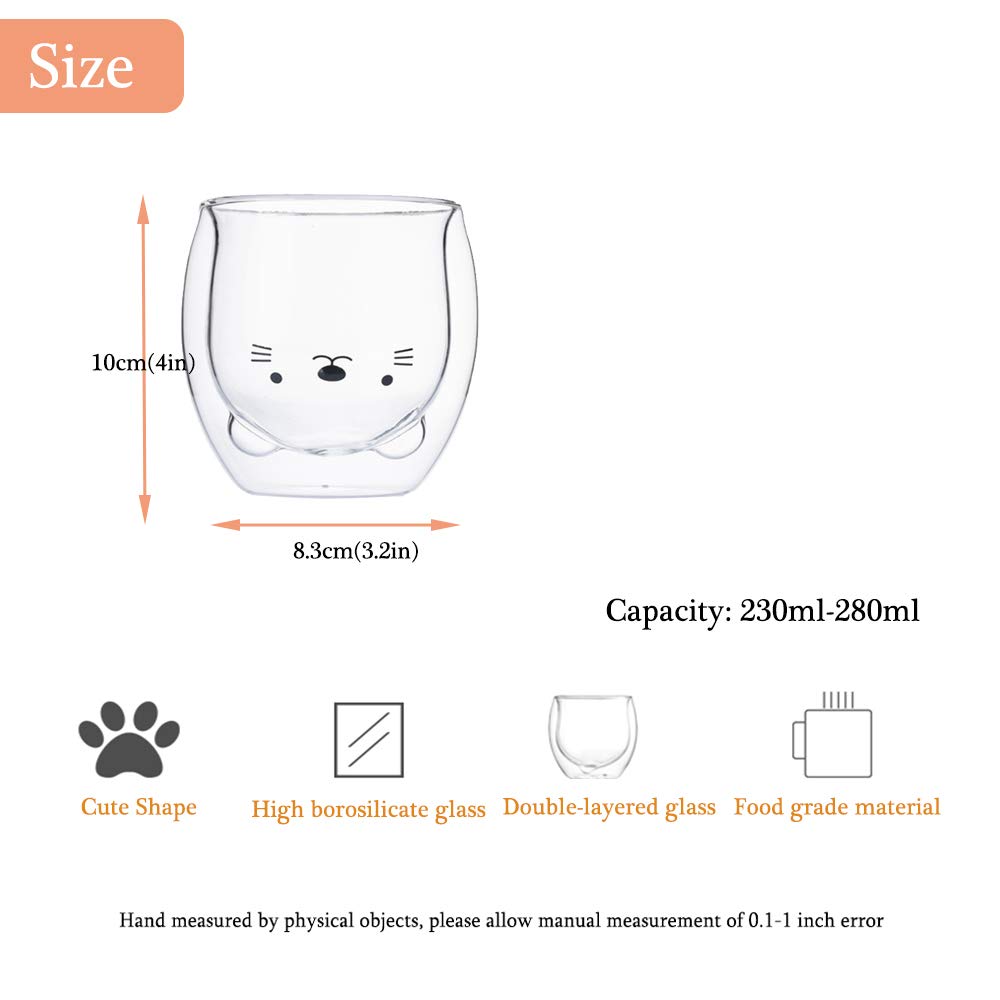 Size
10cm(4in)
8.3cm(3.2in)
Capacity: 230ml-280ml
Cute Shape
High borosilicate glass
Double-layered glass
Food grade material
Hand measured by physical objects, please allow manual measurement of 0.1-1 inch error